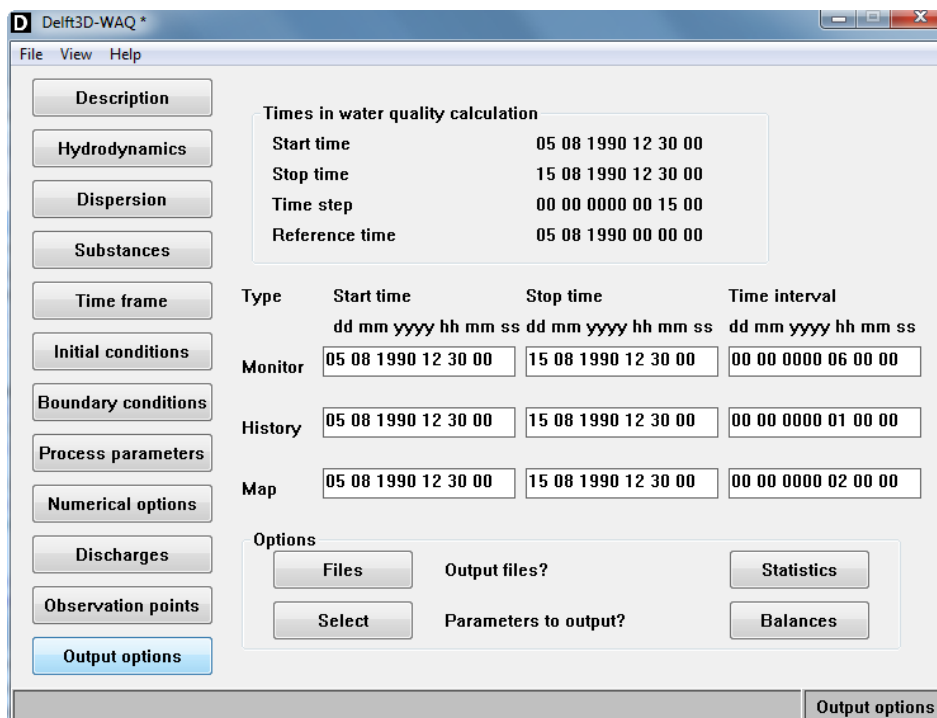 D Delft3D-WAQ *
File View Help
Description
Hydrodynamics
Dispersion
Substances
Time frame
Initial conditions
Boundary conditions
Process parameters
Numerical options
Discharges
Observation points
Output options
Times in water quality calculation
Start time 05 08 1990 12 30 00
Stop time 15 08 1990 12 30 00
Time step 00 00 0000 00 15 00
Reference time 05 08 1990 00 00 00
Type Start time Stop time Time interval
dd mm yyyy hh mm ss dd mm yyyy hh mm ss dd mm yyyy hh mm ss
Monitor 05 08 1990 12 30 00 15 08 1990 12 30 00 00 00 0000 06 00 00
History 05 08 1990 12 30 00 15 08 1990 12 30 00 00 00 0000 01 00 00
Map 05 08 1990 12 30 00 15 08 1990 12 30 00 00 00 0000 02 00 00
Options
Files Output files? Statistics
Select Parameters to output? Balances
Output options